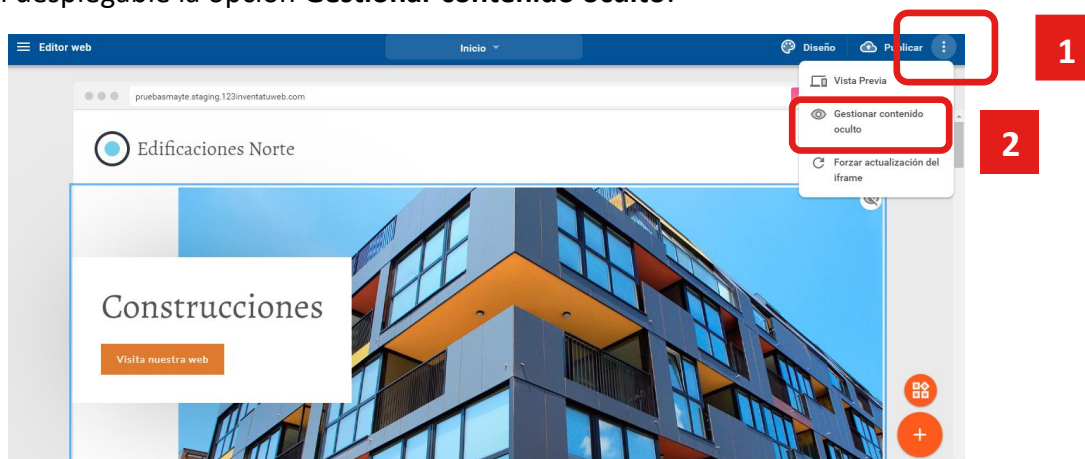 desplegable la opción Gestionar contenido oculto.
Editor web
Inicio
Diseño
Publicar
1
Vista Previa
pruebasmayte.staging.123inventatuweb.com
Gestionar contenido
oculto
2
Edificaciones Norte
Forzar actualización del
iframe
Construcciones
Visita nuestra web